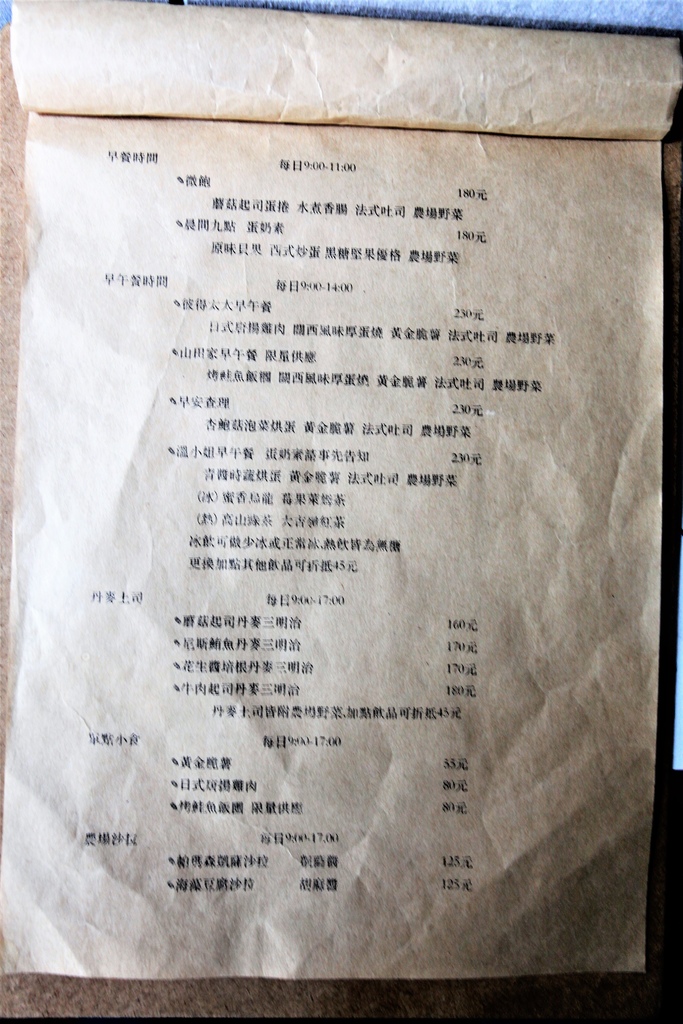 早餐時間 每日9:00-11:00
微飽 180元
蘑菇起司蛋捲 水煮香腸 法式吐司 農場野菜
晨間九點 蛋奶素 180元
原味貝果 西式炒蛋 黑糖堅果優格 農場野菜
早午餐時間 每日9:00-14:00
彼得太太早午餐 230元
日式唐揚雞肉 關西風味厚蛋燒 黃金脆薯 法式吐司 農場野菜
山田家早午餐 限量供應 230元
烤鮭魚飯糰 關西風味厚蛋燒 黃金脆薯 法式吐司 農場野菜
早安查理 230元
杏鮑菇泡菜烘蛋 黃金脆薯 法式吐司 農場野菜
溫小姐早午餐 蛋奶素請事先告知 230元
青醬時蔬烘蛋 黃金脆薯 法式吐司 農場野菜
(冰) 蜜香烏龍 莓果茶
(熱) 高山綠茶 大吉嶺紅茶
冰飲可做少冰或正常冰,熱飲皆為無糖
更換加點其他飲品可折抵45元
丹麥土司 每日9:00-17:00
蘑菇起司丹麥三明治 160元
尼斯鮪魚丹麥三明治 170元
花生醬培根丹麥三明治 170元
牛肉起司丹麥三明治 180元
丹麥土司皆附農場野菜,加點飲品可折抵45元
單點小食 每日9:00-17:00
黃金脆薯 55元
日式唐揚雞肉 80元
烤鮭魚飯糰 限量供應 80元
農場沙拉 每日9:00-17:00
帕瑪森凱薩沙拉 凱薩醬 125元
海藻豆腐沙拉 胡麻醬 125元